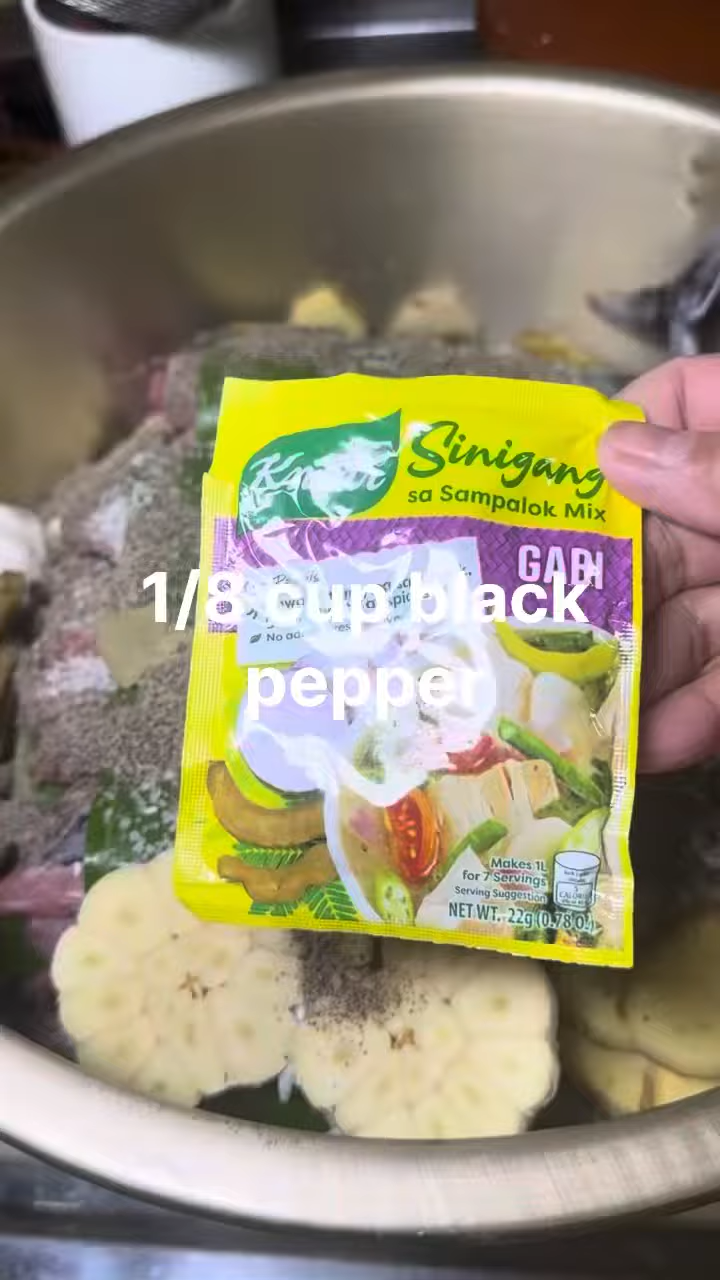 Knorr
Sinigang
sa Sampalok Mix
GABI
1/8 cup black
pepper
Makes 1L
for 7 Servings
Serving Suggestion
NET WT. 22g (0.78 Oz)